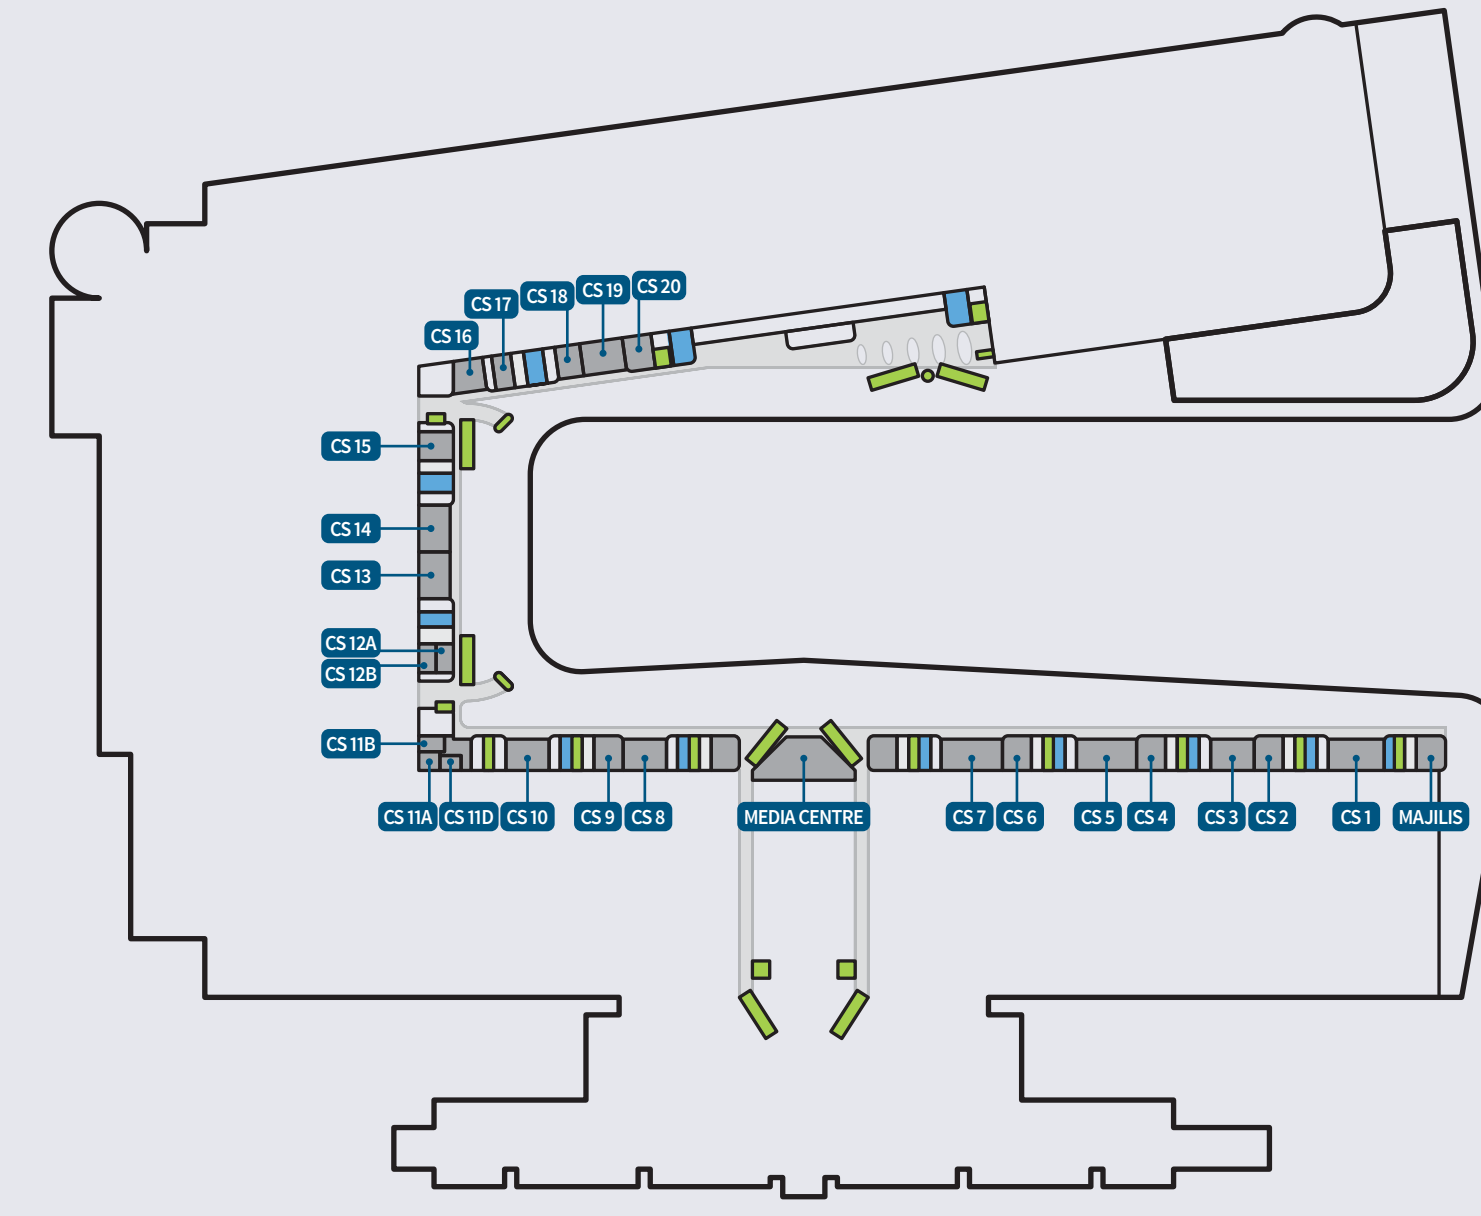 CS 20
CS 19
CS 18
CS 17
CS 16
CS 15
CS 14
CS 13
CS 12A
CS 12B
CS 11B
CS 11A
CS 11D
CS 10
CS 9
CS 8
MEDIA CENTRE
CS 7
CS 6
CS 5
CS 4
CS 3
CS 2
CS 1
MAJILIS